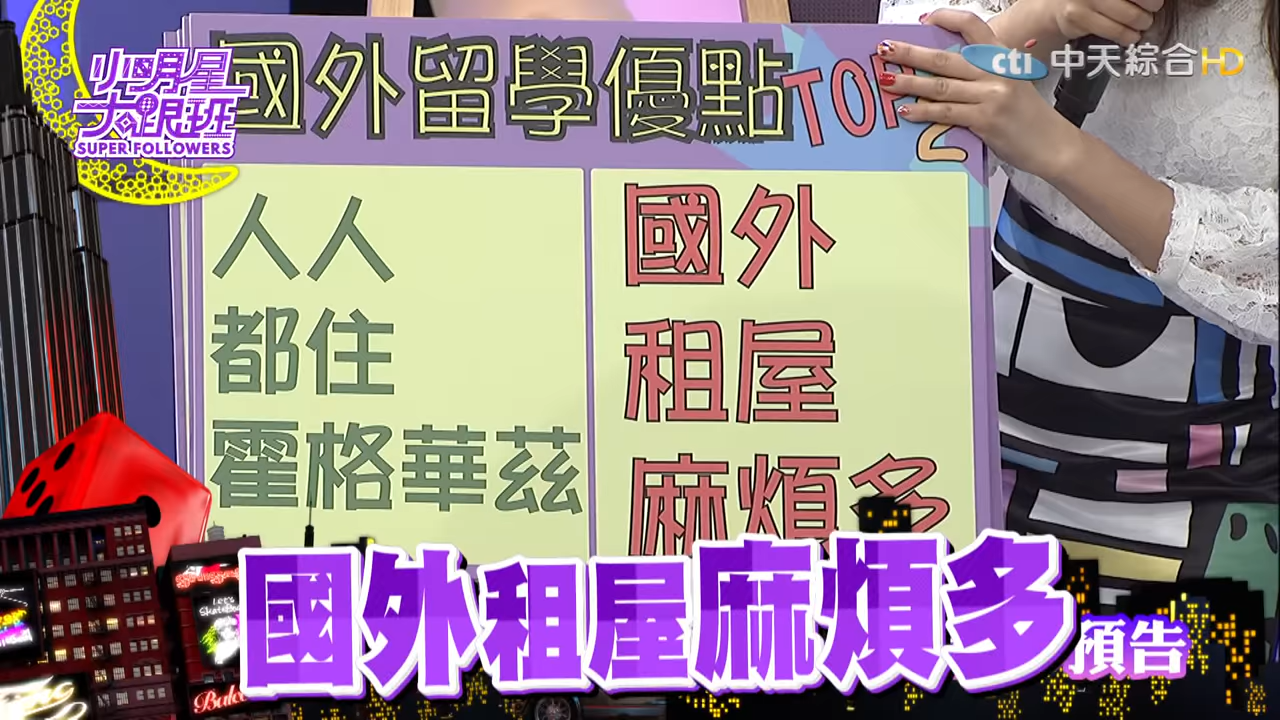 小明星
大跟班
SUPER FOLLOWERS
cti 中天綜合HD
國外留學優點TOP 2
人人
都住
霍格華茲
國外
租屋
麻煩多
Let's
國外租屋麻煩多
預告